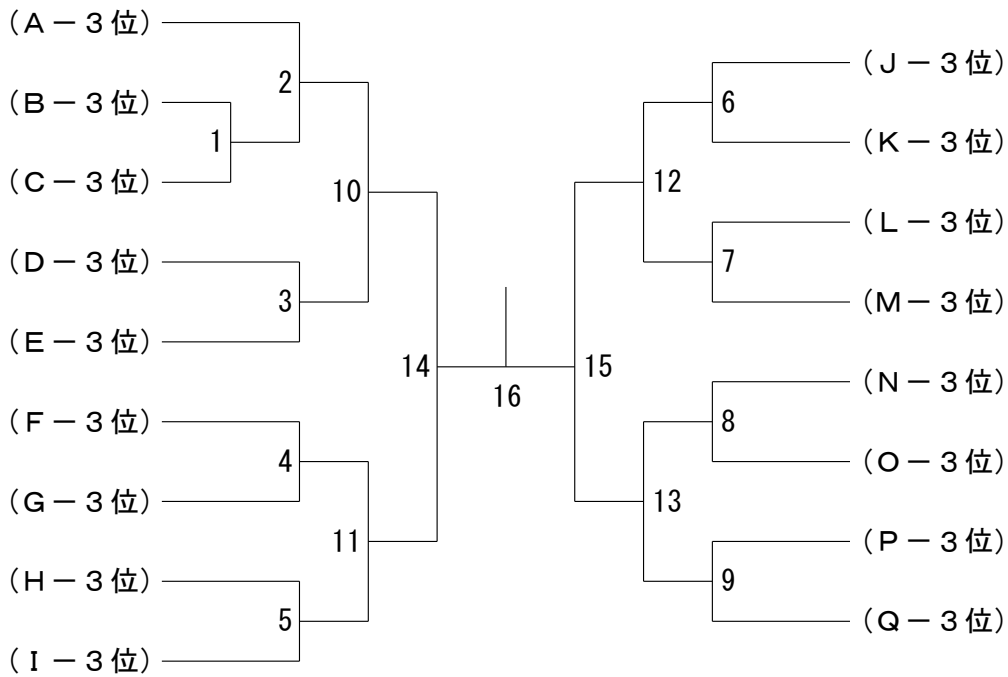 （Ａ－３位）
（Ｂ－３位）
（Ｃ－３位）
（Ｄ－３位）
（Ｅ－３位）
（Ｆ－３位）
（Ｇ－３位）
（Ｈ－３位）
（Ｉ－３位）
1
2
3
4
5
10
11
14
16
15
12
13
6
7
8
9
（Ｊ－３位）
（Ｋ－３位）
（Ｌ－３位）
（Ｍ－３位）
（Ｎ－３位）
（Ｏ－３位）
（Ｐ－３位）
（Ｑ－３位）